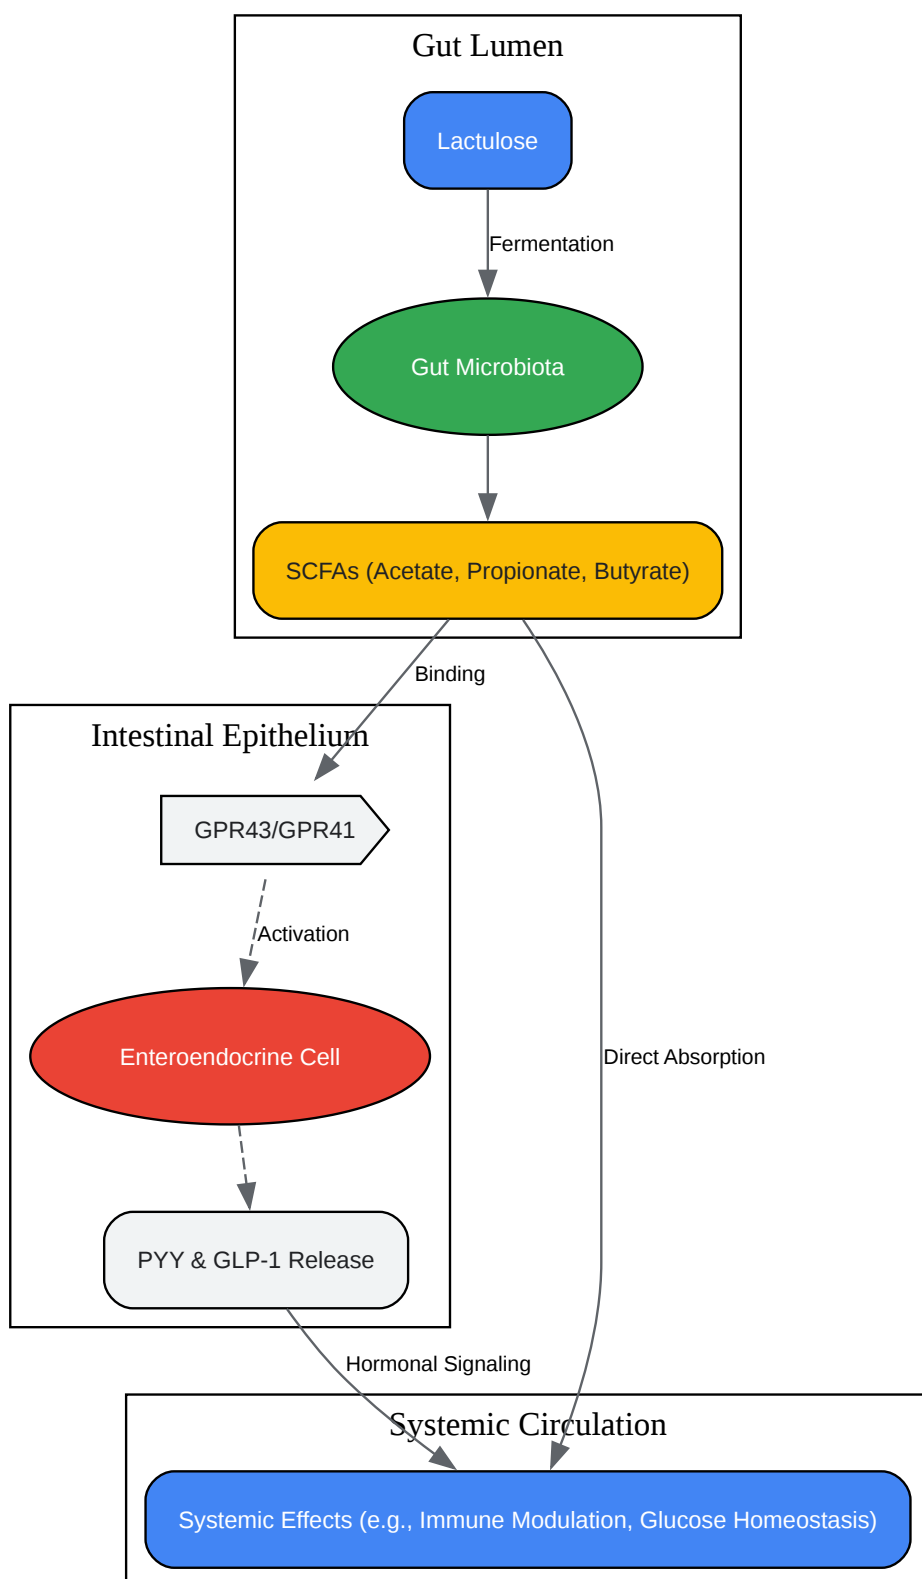 Gut Lumen
Lactulose
Fermentation
Gut Microbiota
SCFAs (Acetate, Propionate, Butyrate)
Binding
Intestinal Epithelium
GPR43/GPR41
Activation
Enteroendocrine Cell
Direct Absorption
PYY & GLP-1 Release
Hormonal Signaling
Systemic Circulation
Systemic Effects (e.g., Immune Modulation, Glucose Homeostasis)